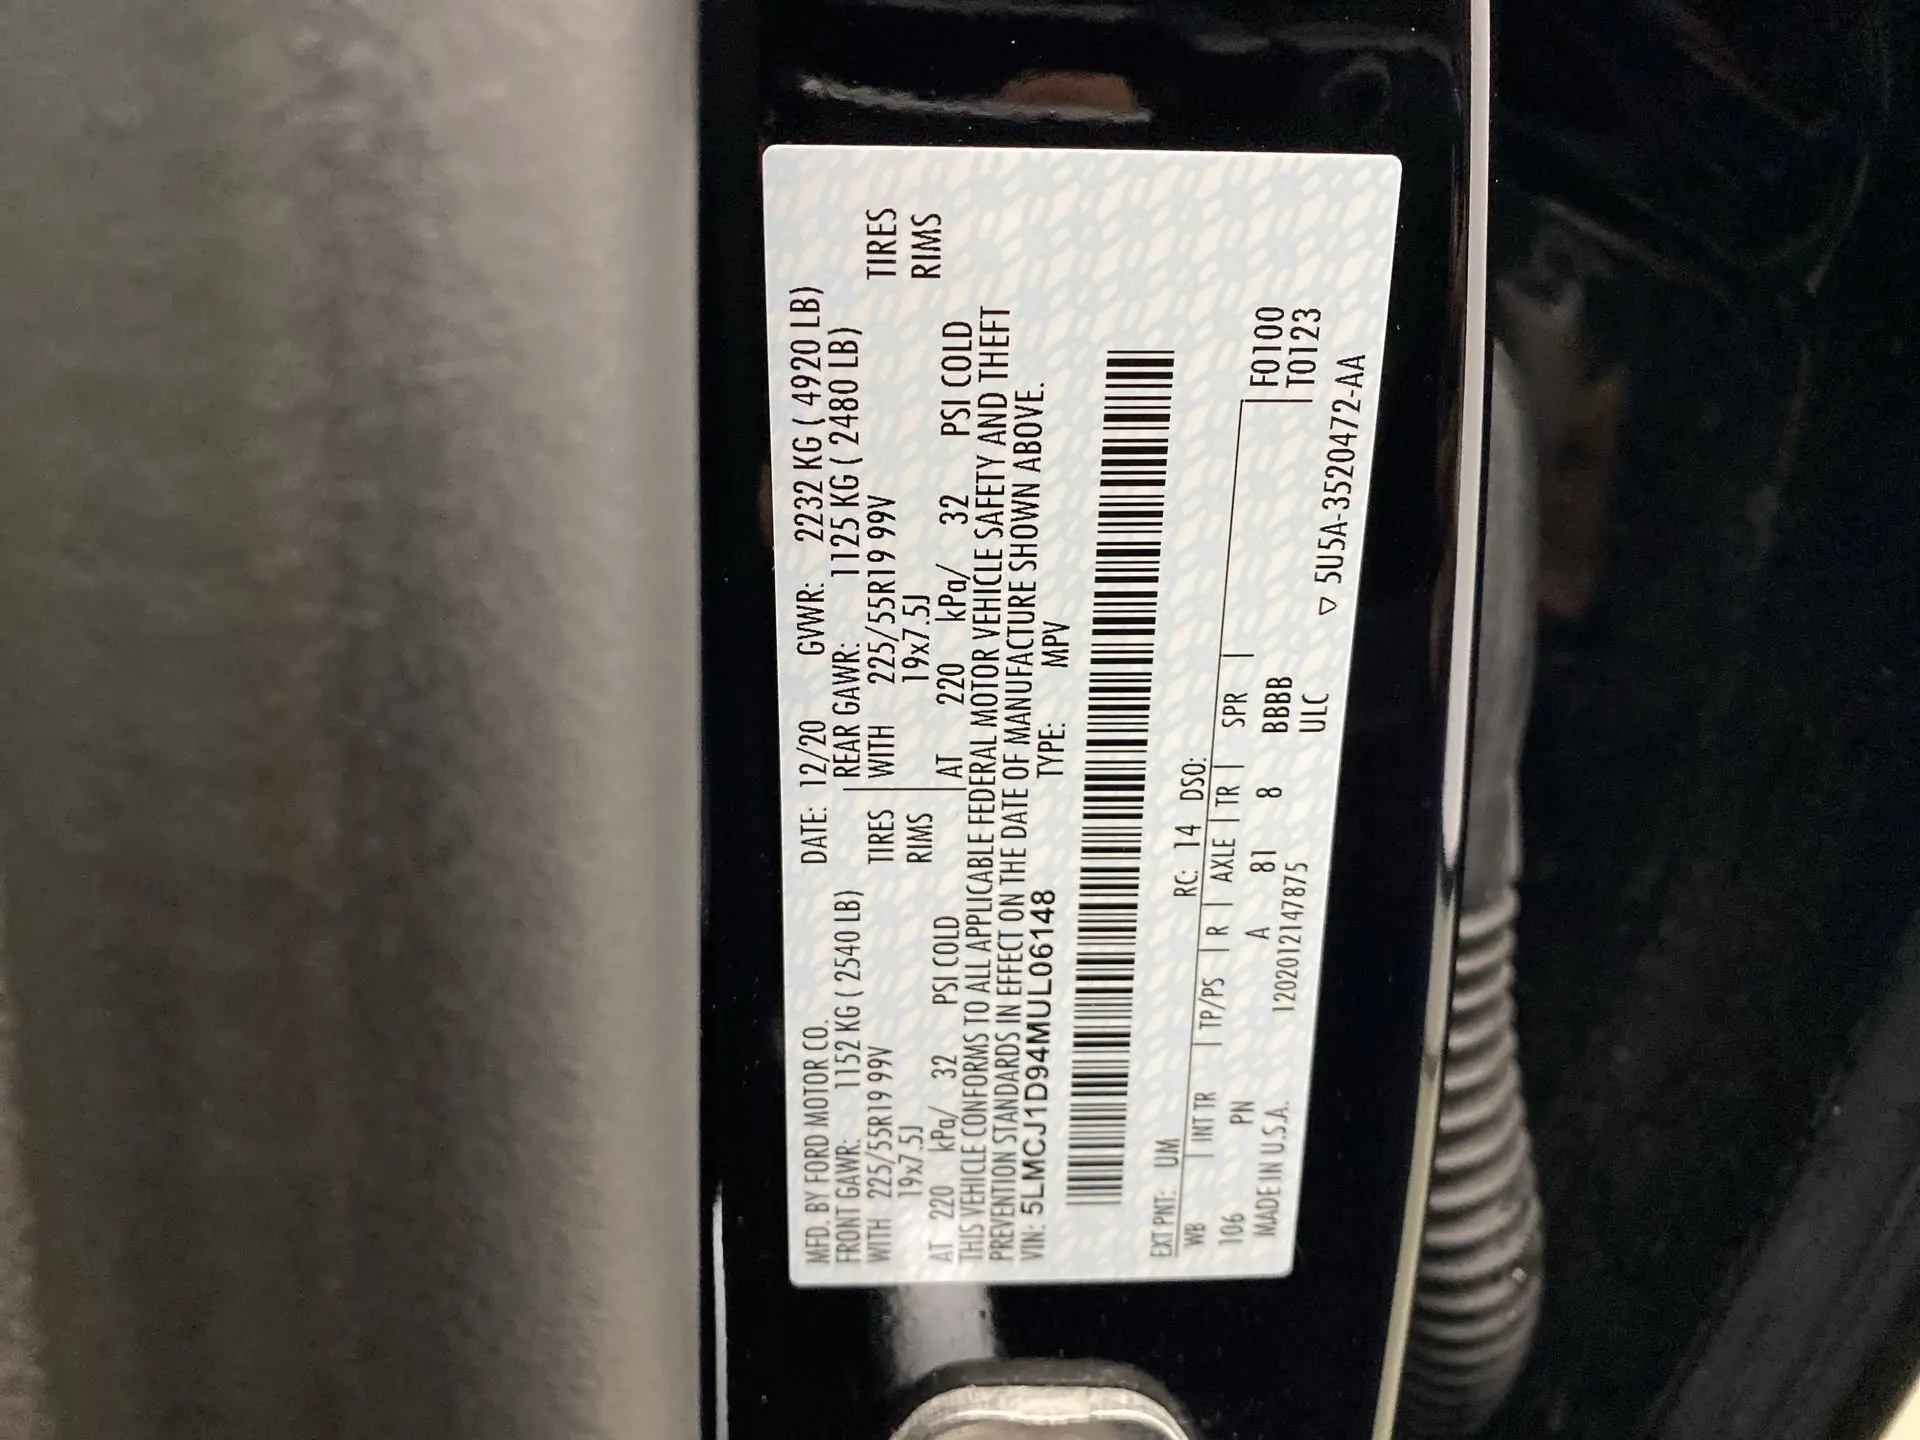 MFD. BY FORD MOTOR CO. DATE: 12/20 GVWR: 2232 KG ( 4920 LB)
FRONT GAWR: 1152 KG ( 2540 LB) REAR GAWR: 1125 KG ( 2480 LB)
WITH 225/55R19 99V TIRES WITH 225/55R19 99V TIRES
19x7.5J RIMS 19x7.5J RIMS
AT 220 kPa/ 32 PSI COLD AT 220 kPa/ 32 PSI COLD
THIS VEHICLE CONFORMS TO ALL APPLICABLE FEDERAL MOTOR VEHICLE SAFETY AND THEFT
PREVENTION STANDARDS IN EFFECT ON THE DATE OF MANUFACTURE SHOWN ABOVE.
VIN: 5LMCJ1D94MUL06148 TYPE: MPV
EXT PNT: UM RC: 14 DSO:
WB INT TR TP/PS R AXLE TR SPR
106 PN A 81 8 BBBB F0100
MADE IN U.S.A. 1202012147875 ULC T0123
▽ 5U5A-3520472-AA